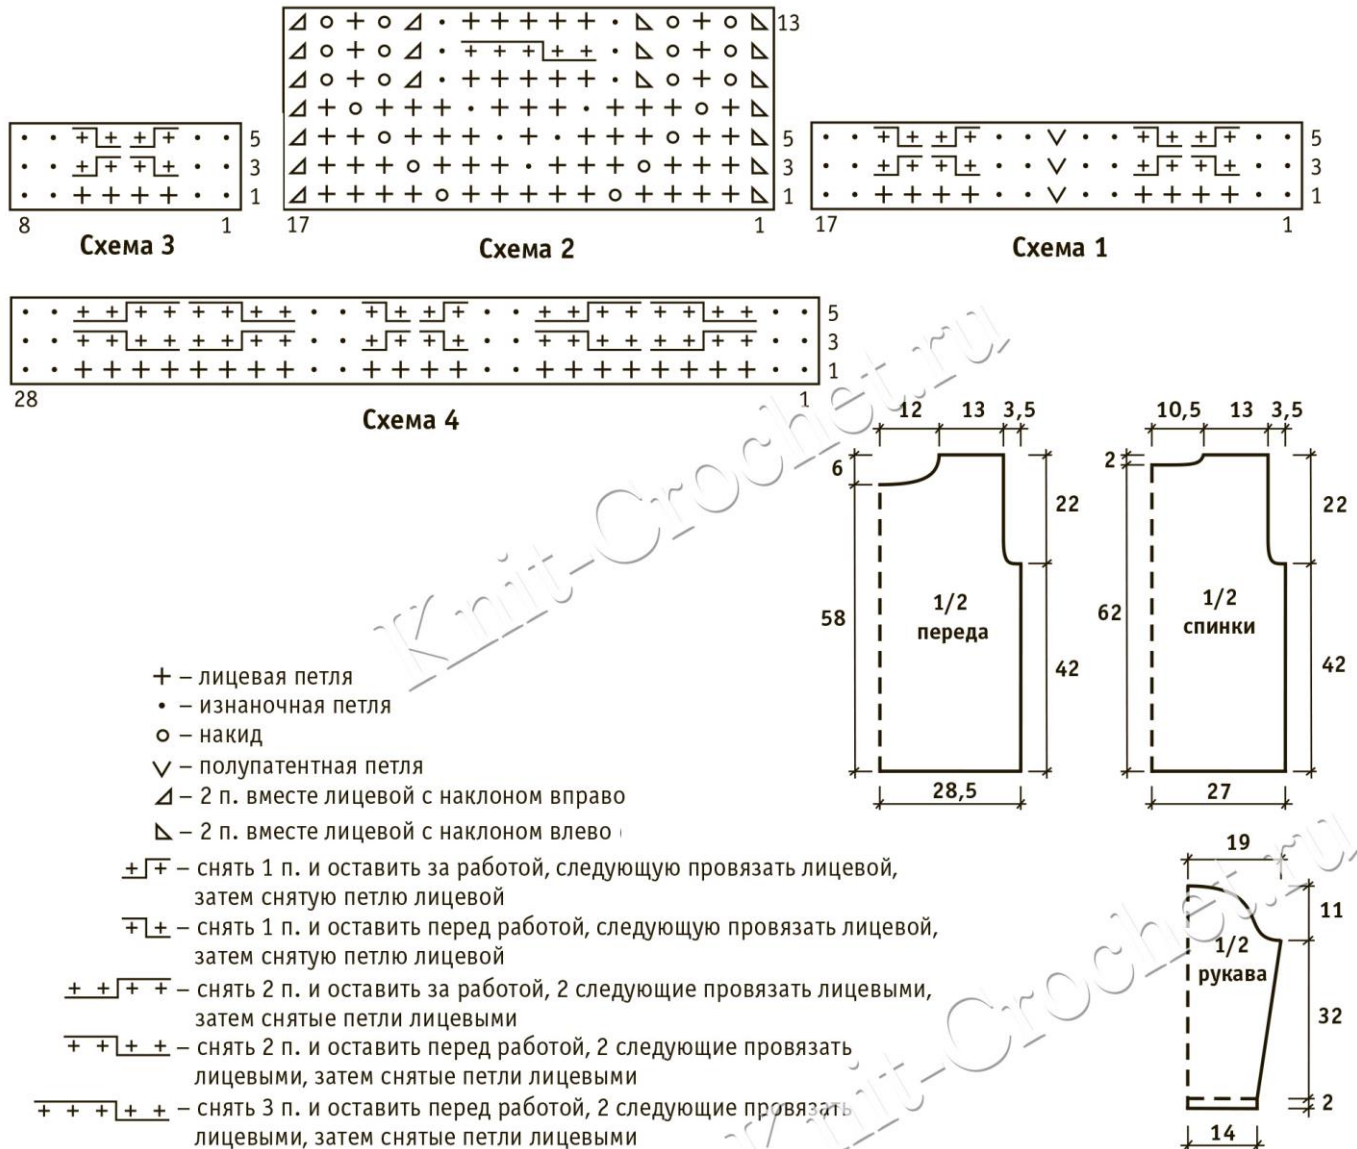 13
5
3
1
8 1
Схема 3
5
3
1
17 1
Схема 2
5
3
1
17 1
Схема 1
5
3
1
28 1
Схема 4
Knit-Crochet.ru
12 13 3,5
6
22
58
1/2
переда
42
28,5
10,5 13 3,5
2
22
62
1/2
спинки
42
27
+ – лицевая петля
• – изнаночная петля
o – накид
V – полупатентная петля
⊿ – 2 п. вместе лицевой с наклоном вправо
◺ – 2 п. вместе лицевой с наклоном влево
+ + – снять 1 п. и оставить за работой, следующую провязать лицевой,
затем снятую петлю лицевой
+ + – снять 1 п. и оставить перед работой, следующую провязать лицевой,
затем снятую петлю лицевой
+ + + + – снять 2 п. и оставить за работой, 2 следующие провязать лицевыми,
затем снятые петли лицевыми
+ + + + – снять 2 п. и оставить перед работой, 2 следующие провязать
лицевыми, затем снятые петли лицевыми
+ + + + + – снять 3 п. и оставить перед работой, 2 следующие провязать
лицевыми, затем снятые петли лицевыми
19
11
1/2
рукава
32
2
14
Knit-Crochet.ru